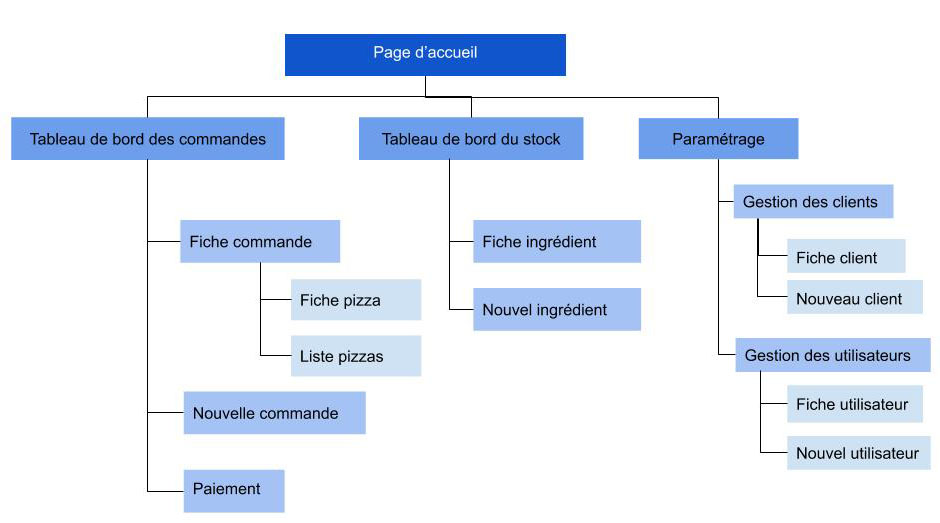 Page d'accueil
Tableau de bord des commandes
Tableau de bord du stock
Paramétrage
Fiche commande
Fiche pizza
Liste pizzas
Nouvelle commande
Paiement
Fiche ingrédient
Nouvel ingrédient
Gestion des clients
Fiche client
Nouveau client
Gestion des utilisateurs
Fiche utilisateur
Nouvel utilisateur